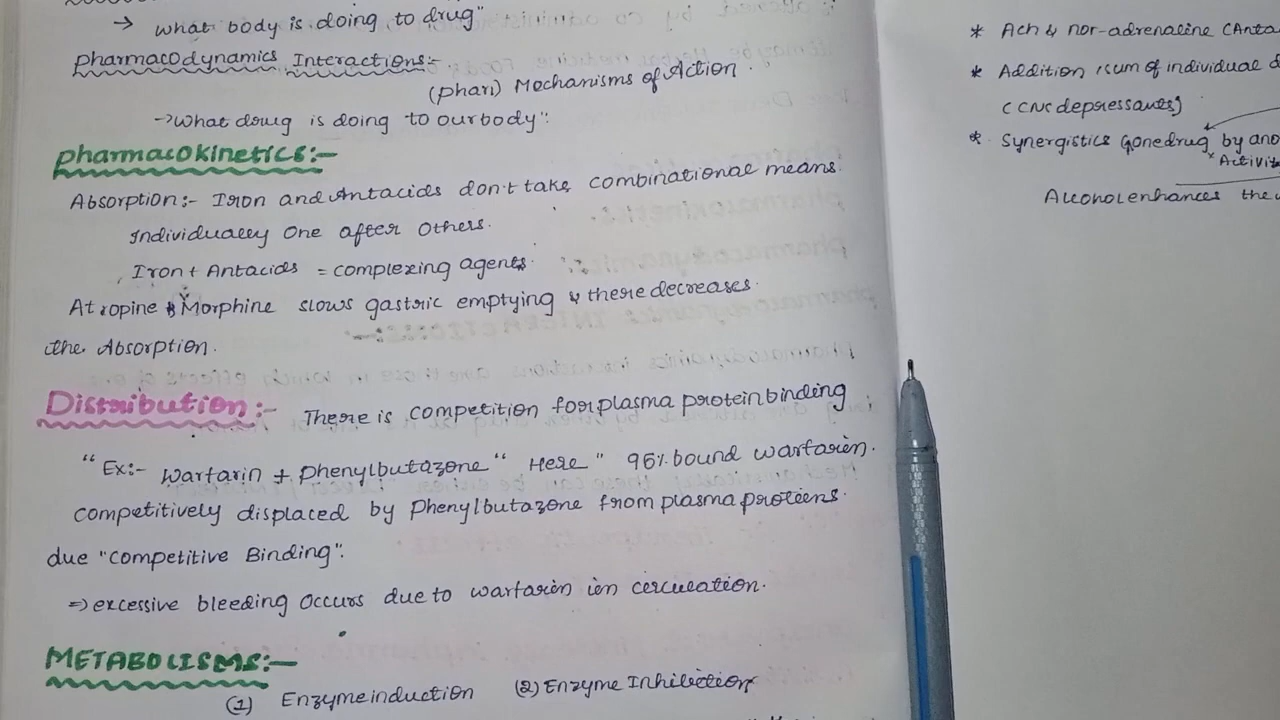 → what body is doing to drug"
Pharmacodynamics Interactions:-
(Phar) Mechanisms of Action.
→what drug is doing to our body":
Pharmacokinetics:-
Absorption:- Iron and Antacids don't take combinational means.
Individually One after Others.
Iron + Antacids = complexing agents.
Atropine & Morphine slows gastric emptying & there decreases.
the Absorption.
Distribution:- There is competition for plasma protein binding
"Ex:- Warfarin + Phenylbutazone" Here" 96% bound warfarin.
competitively displaced by Phenylbutazone from plasma proteins.
due "competitive Binding".
⇒ excessive bleeding Occurs due to warfarin in circulation.
METABOLISMS:-
(1) Enzyme induction (2) Enzyme Inhibition
* Ach & nor-adrenaline (Anta
* Addition (sum of individual d
(CNS depressants)
* Synergistics Gone drug by ano
Activi
Alcohol enhances the